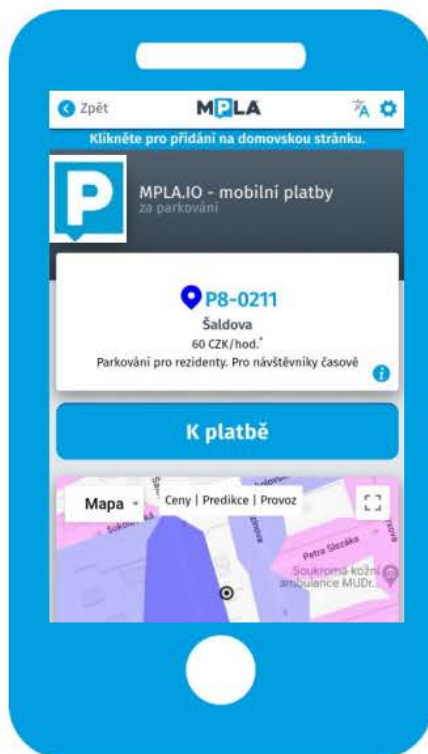 Zpět
MPLA
Klikněte pro přidání na domovskou stránku.
P
MPLA.IO - mobilní platby
za parkování
P8-0211
Šaldova
60 CZK/hod.*
Parkování pro rezidenty. Pro návštěvníky časově
K platbě
Mapa
Ceny | Predikce | Provoz
Petra Slezáka
Soukromá kožní
ambulance MUDr...